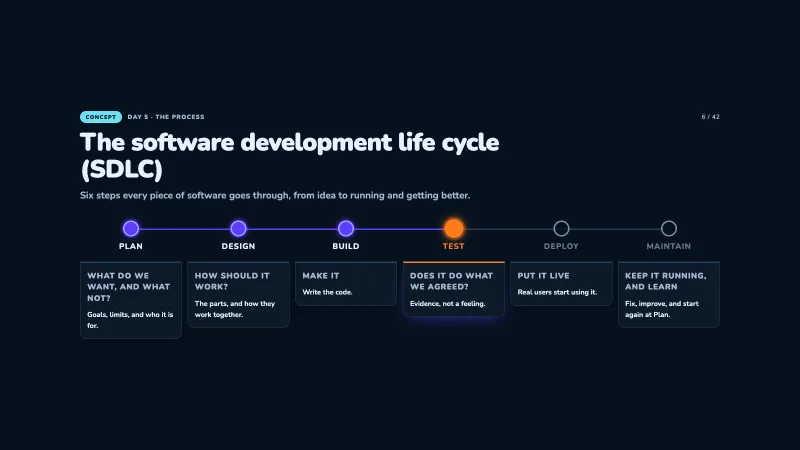 CONCEPT DAY 5 · THE PROCESS 6 / 42
The software development life cycle
(SDLC)
Six steps every piece of software goes through, from idea to running and getting better.
PLAN DESIGN BUILD TEST DEPLOY MAINTAIN
WHAT DO WE
WANT, AND WHAT
NOT?
Goals, limits, and who it is
for.
HOW SHOULD IT
WORK?
The parts, and how they
work together.
MAKE IT
Write the code.
DOES IT DO WHAT
WE AGREED?
Evidence, not a feeling.
PUT IT LIVE
Real users start using it.
KEEP IT RUNNING,
AND LEARN
Fix, improve, and start
again at Plan.